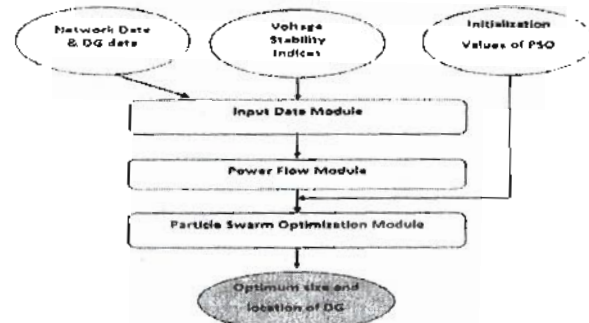 Network Data
& DG data
Voltage
Stability
Indices
Initialization
Values of PSO
Input Data Module
Power Flow Module
Particle Swarm Optimization Module
Optimum size and
location of DG